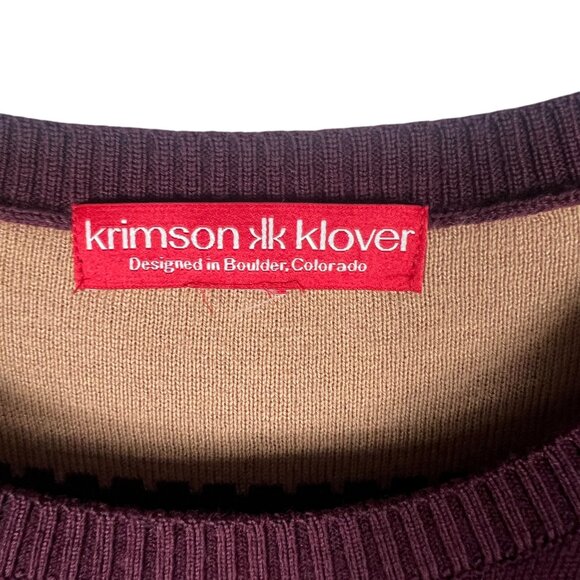 krimson kk klover
Designed in Boulder, Colorado